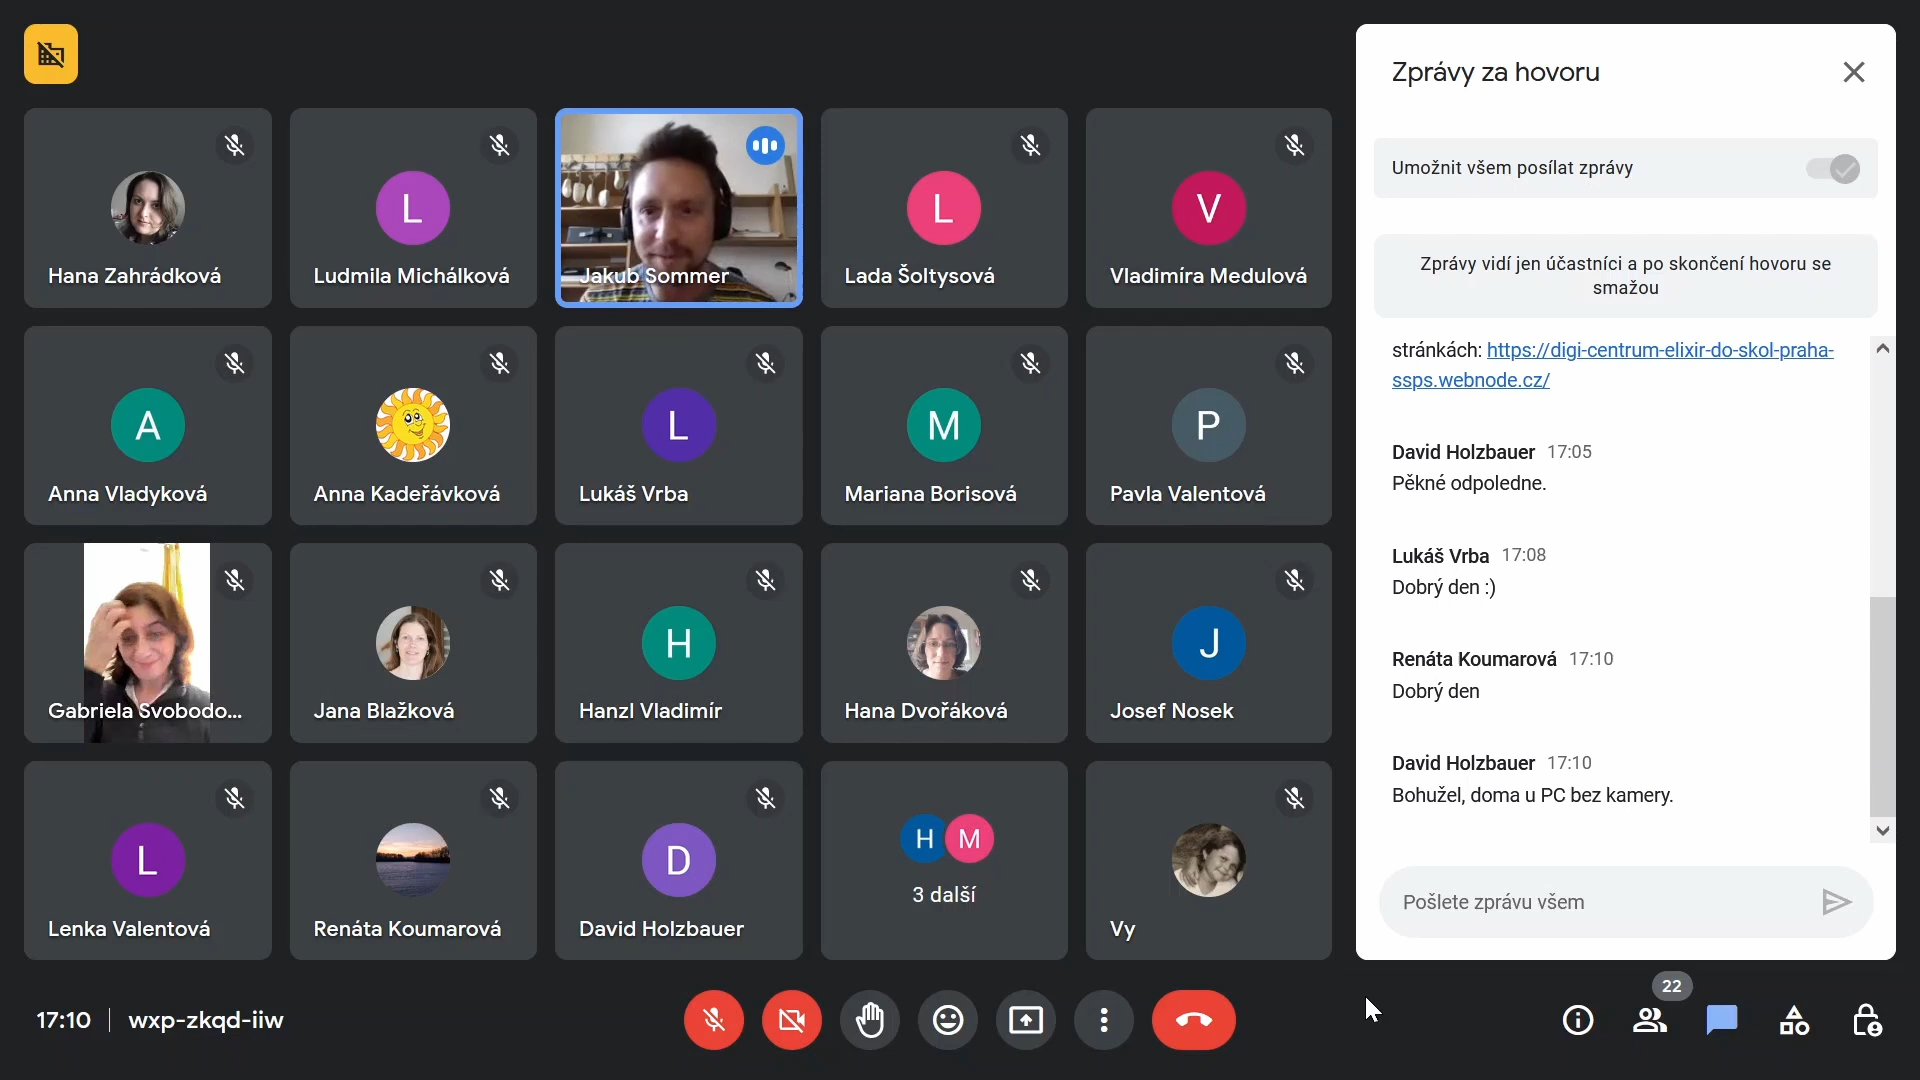 Hana Zahrádková
L
Ludmila Michálková
Jakub Sommer
L
Lada Šoltysová
V
Vladimíra Medulová
A
Anna Vladyková
Anna Kadeřávková
L
Lukáš Vrba
M
Mariana Borisová
P
Pavla Valentová
Gabriela Svobodo...
Jana Blažková
H
Hanzl Vladimír
Hana Dvořáková
J
Josef Nosek
L
Lenka Valentová
Renáta Koumarová
D
David Holzbauer
H M
3 další
Vy
17:10 | wxp-zkqd-iiw
Zprávy za hovoru
Umožnit všem posílat zprávy
Zprávy vidí jen účastníci a po skončení hovoru se
smažou
stránkách: https://digi-centrum-elixir-do-skol-praha-
ssps.webnode.cz/
David Holzbauer 17:05
Pěkné odpoledne.
Lukáš Vrba 17:08
Dobrý den :)
Renáta Koumarová 17:10
Dobrý den
David Holzbauer 17:10
Bohužel, doma u PC bez kamery.
Pošlete zprávu všem
22